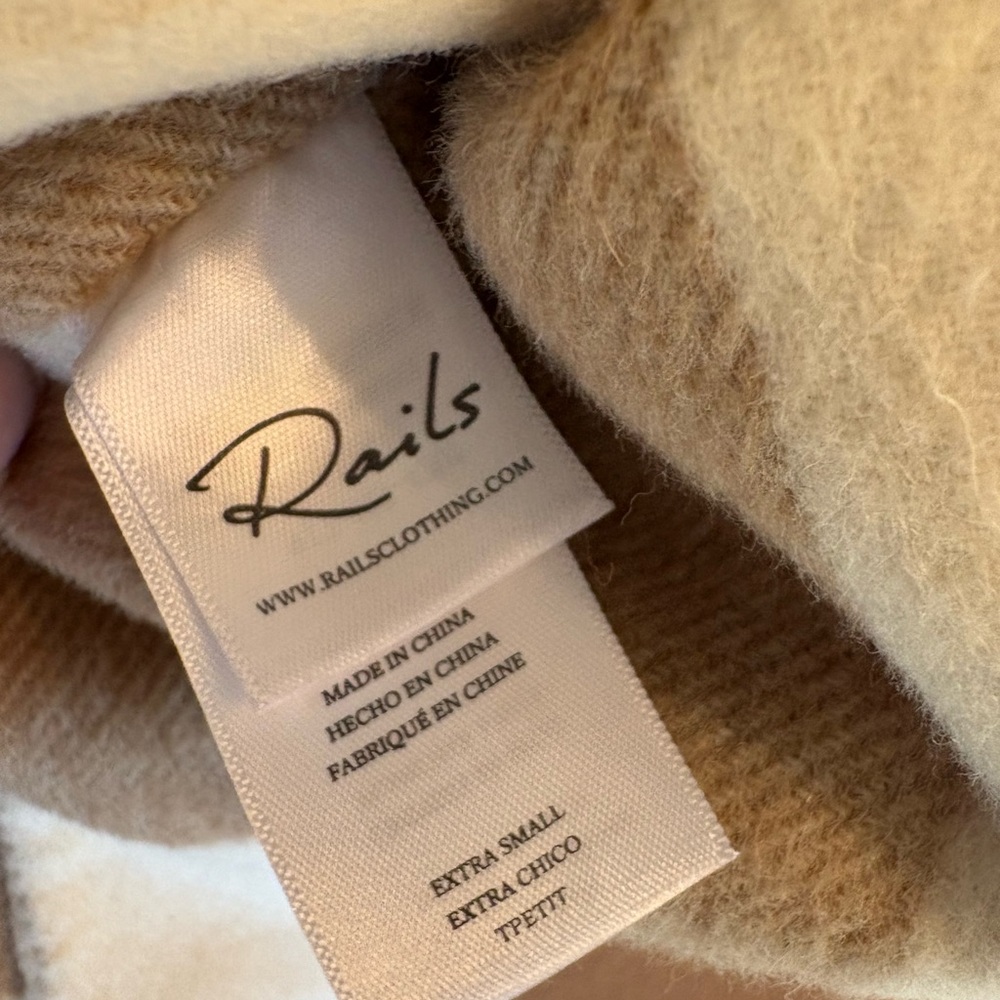 Rails
WWW.RAILSCLOTHING.COM
MADE IN CHINA
HECHO EN CHINA
FABRIQUÉ EN CHINE
EXTRA SMALL
EXTRA CHICO
TPETIT